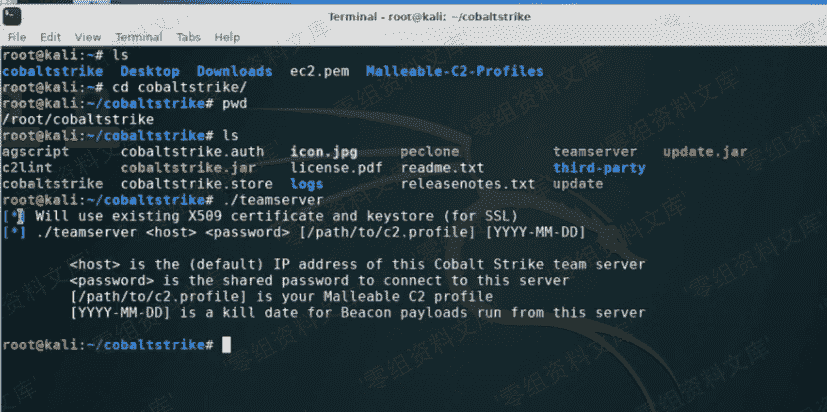 Terminal - root@kali: ~/cobaltstrike
File Edit View Terminal Tabs Help
root@kali:~# ls
cobaltstrike Desktop Downloads ec2.pem Malleable-C2-Profiles
root@kali:~# cd cobaltstrike/
root@kali:~/cobaltstrike# pwd
/root/cobaltstrike
root@kali:~/cobaltstrike# ls
agscript cobaltstrike.auth icon.jpg peclone teamserver update.jar
c2lint cobaltstrike.jar license.pdf readme.txt third-party
cobaltstrike cobaltstrike.store logs releasenotes.txt update
root@kali:~/cobaltstrike# ./teamserver
[*] Will use existing X509 certificate and keystore (for SSL)
[*] ./teamserver <host> <password> [/path/to/c2.profile] [YYYY-MM-DD]
<host> is the (default) IP address of this Cobalt Strike team server
<password> is the shared password to connect to this server
[/path/to/c2.profile] is your Malleable C2 profile
[YYYY-MM-DD] is a kill date for Beacon payloads run from this server
root@kali:~/cobaltstrike#
'零组资料文库'